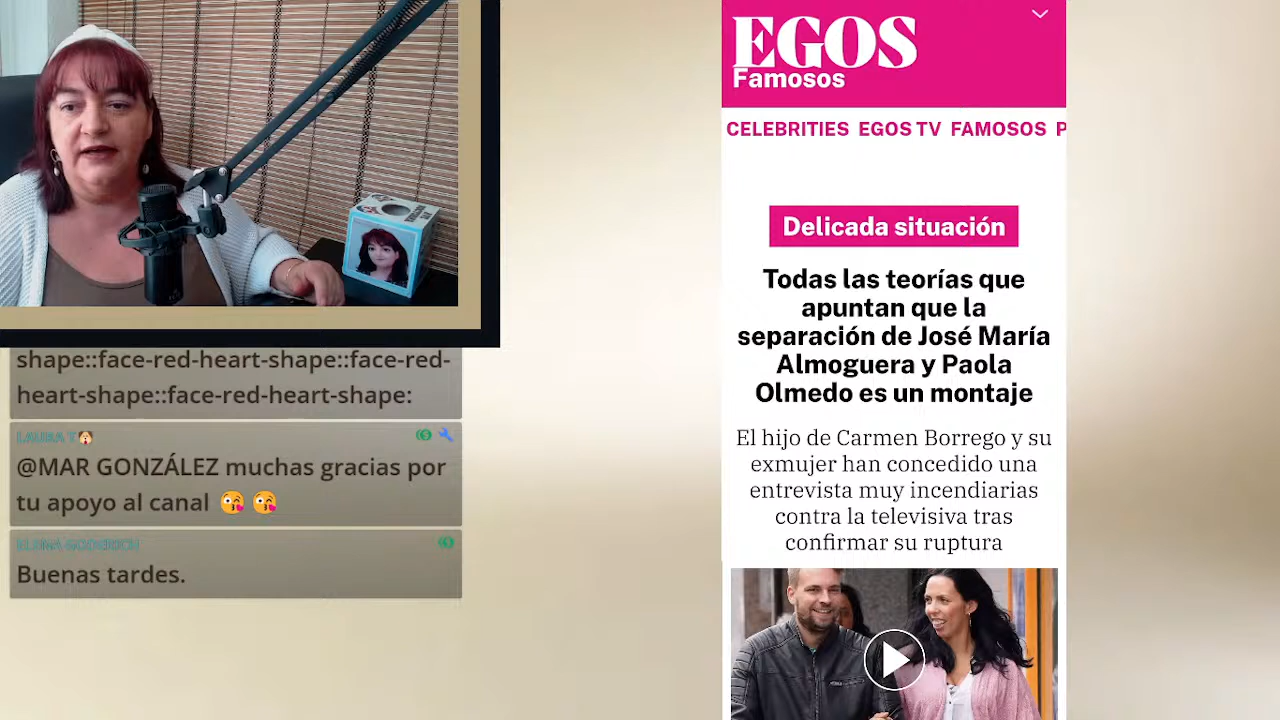 shape::face-red-heart-shape::face-red-
heart-shape::face-red-heart-shape:
LAURA T
@MAR GONZÁLEZ muchas gracias por
tu apoyo al canal
Buenas tardes.
EGOS
Famosos
CELEBRITIES EGOS TV FAMOSOS P
Delicada situación
Todas las teorías que
apuntan que la
separación de José María
Almoguera y Paola
Olmedo es un montaje
El hijo de Carmen Borrego y su
exmujer han concedido una
entrevista muy incendiarias
contra la televisiva tras
confirmar su ruptura